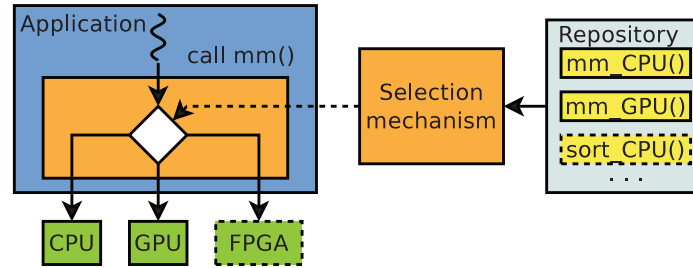 Application
call mm()
Selection
mechanism
Repository
mm_CPU()
mm_GPU()
sort_CPU()
. . .
CPU
GPU
FPGA